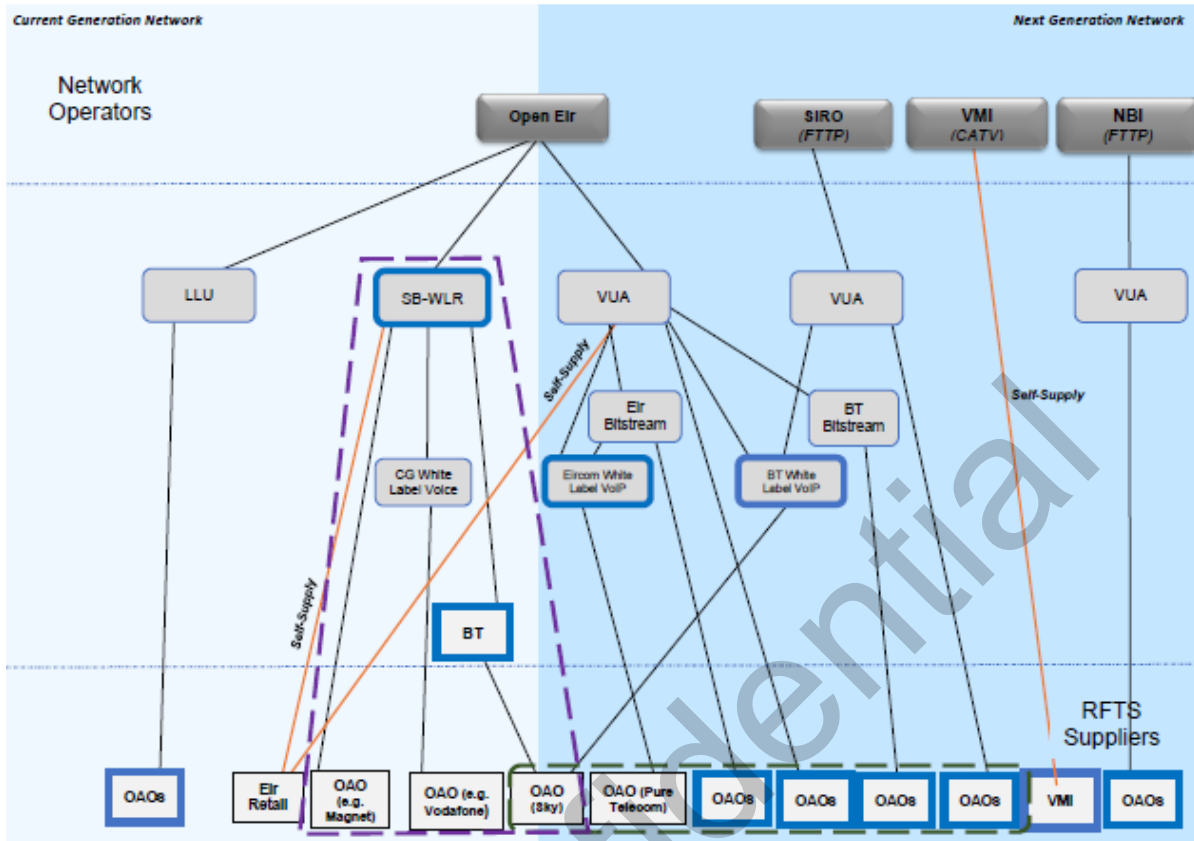 Current Generation Network
Next Generation Network
Network
Operators
Open Eir
SIRO
(FTTP)
VMI
(CATV)
NBI
(FTTP)
LLU
SB-WLR
VUA
VUA
VUA
Self-Supply
Self-Supply
Eir
Bitstream
BT
Bitstream
CG White
Label Voice
Eircom White
Label VoIP
BT White
Label VoIP
Self-Supply
BT
RFTS
Suppliers
OAOs
Eir
Retail
OAO
(e.g.
Magnet)
OAO (e.g.
Vodafone)
OAO
(Sky)
OAO (Pure
Telecom)
OAOs
OAOs
OAOs
OAOs
VMI
OAOs
fidential